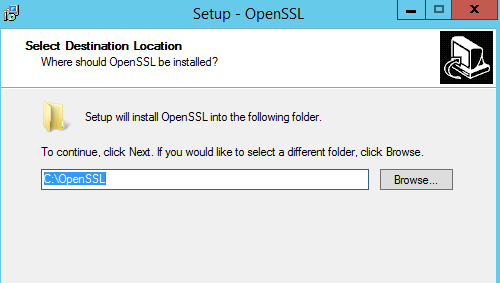 Setup - OpenSSL
Select Destination Location
Where should OpenSSL be installed?
Setup will install OpenSSL into the following folder.
To continue, click Next. If you would like to select a different folder, click Browse.
C:\OpenSSL
Browse...